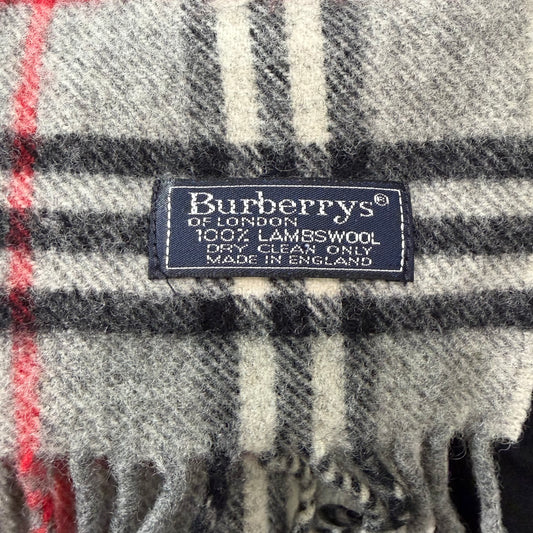 Burberrys®
OF LONDON
100% LAMBSWOOL
DRY CLEAN ONLY
MADE IN ENGLAND